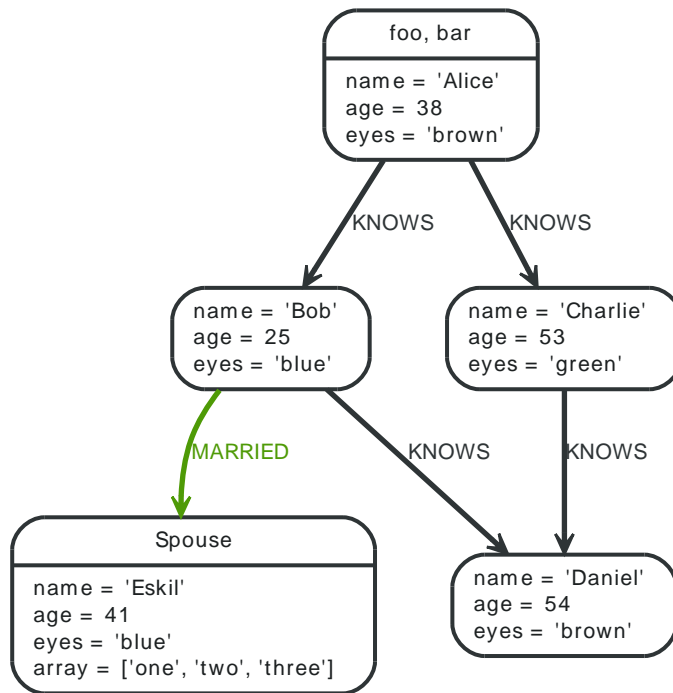 foo, bar
name = 'Alice'
age = 38
eyes = 'brown'
KNOWS
KNOWS
name = 'Bob'
age = 25
eyes = 'blue'
name = 'Charlie'
age = 53
eyes = 'green'
MARRIED
KNOWS
KNOWS
Spouse
name = 'Eskil'
age = 41
eyes = 'blue'
array = ['one', 'two', 'three']
name = 'Daniel'
age = 54
eyes = 'brown'